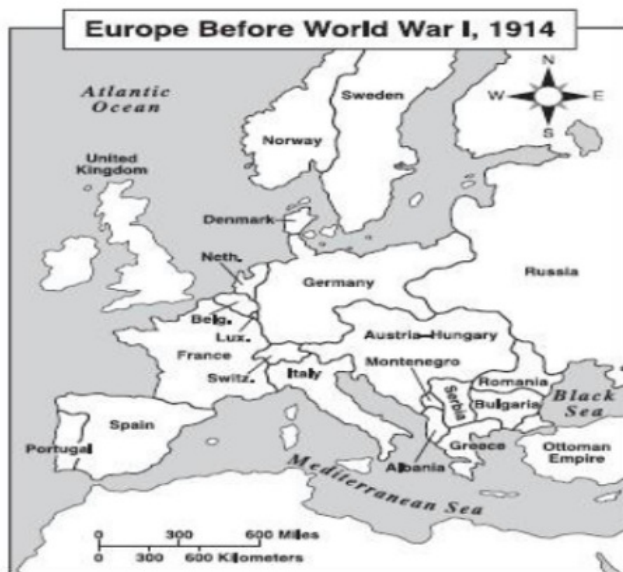 Europe Before World War I, 1914
Atlantic
Ocean
N
W
E
S
Sweden
Norway
United
Kingdom
Denmark
Neth.
Germany
Russia
Belg.
Lux.
France
Switz.
Italy
Austria-Hungary
Montenegro
Serbia
Romania
Bulgaria
Black
Sea
Spain
Portugal
Albania
Greece
Ottoman
Empire
Mediterranean Sea
0 300 600 Miles
0 300 600 Kilometers